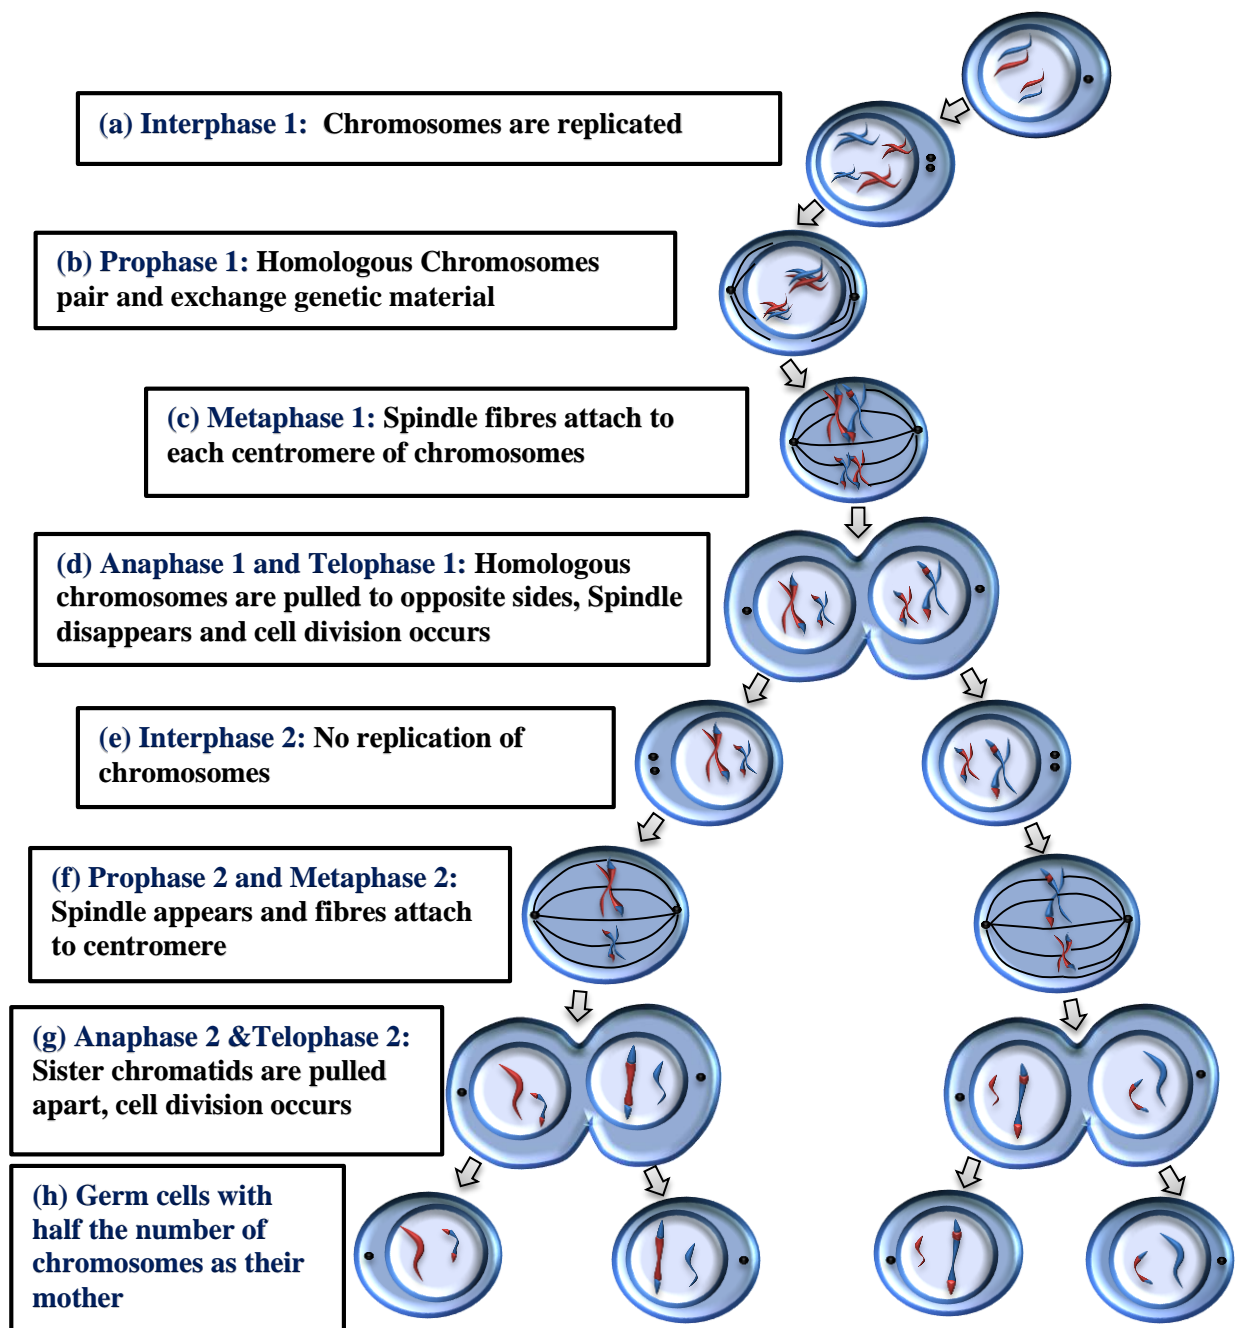 (a) Interphase 1:  Chromosomes are replicated
(b) Prophase 1: Homologous Chromosomes
pair and exchange genetic material
(c) Metaphase 1: Spindle fibres attach to
each centromere of chromosomes
(d) Anaphase 1 and Telophase 1: Homologous
chromosomes are pulled to opposite sides, Spindle
disappears and cell division occurs
(e) Interphase 2: No replication of
chromosomes
(f) Prophase 2 and Metaphase 2:
Spindle appears and fibres attach
to centromere
(g) Anaphase 2 &Telophase 2:
Sister chromatids are pulled
apart, cell division occurs
(h) Germ cells with
half the number of
chromosomes as their
mother